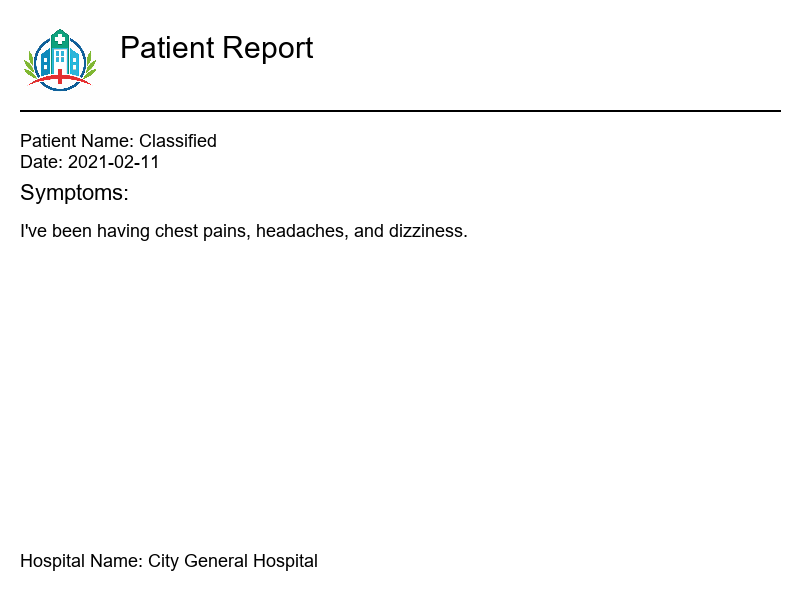 Patient Report
Patient Name: Classified
Date: 2021-02-11
Symptoms:
I've been having chest pains, headaches, and dizziness.
Hospital Name: City General Hospital